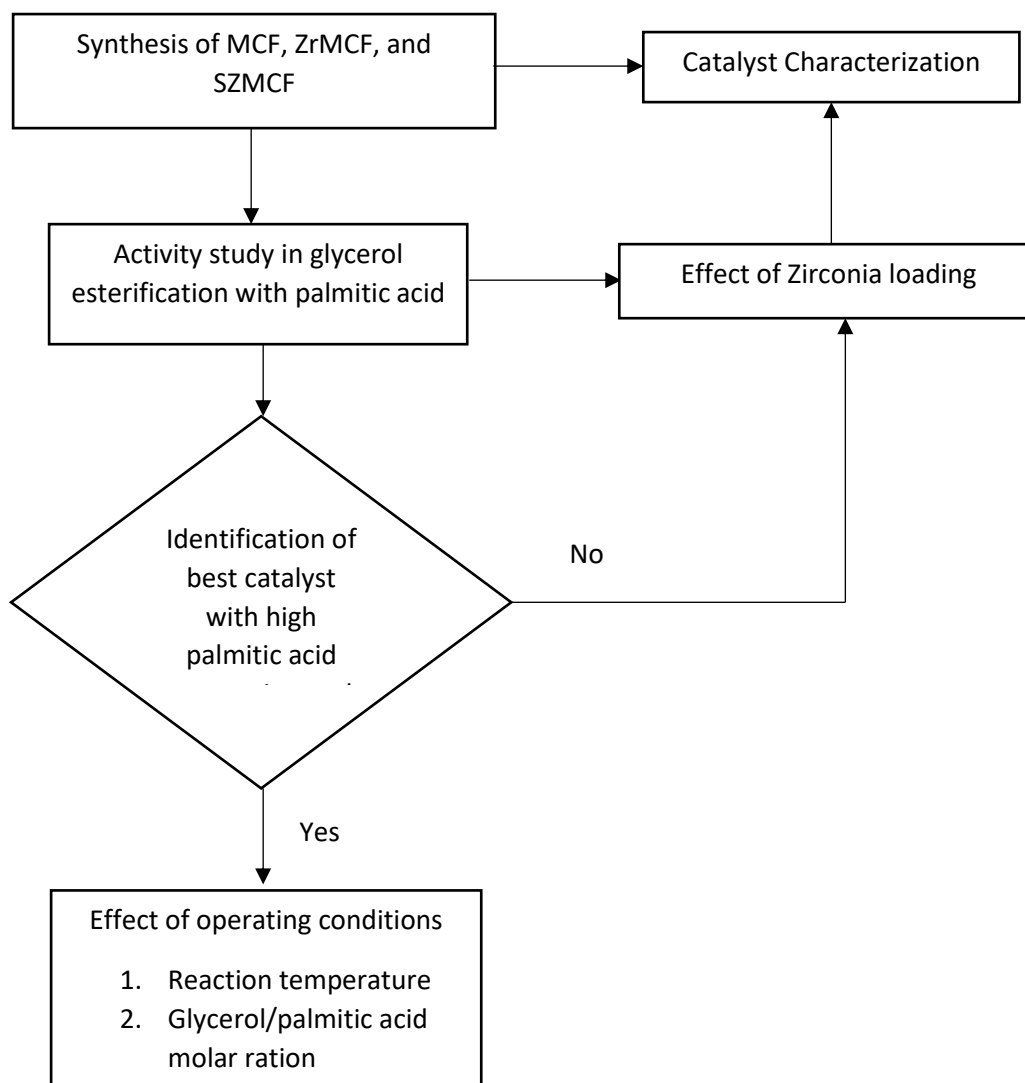 Synthesis of MCF, ZrMCF, and
SZMCF
Catalyst Characterization
Activity study in glycerol
esterification with palmitic acid
Effect of Zirconia loading
Identification of
best catalyst
with high
palmitic acid
No
Yes
Effect of operating conditions
1. Reaction temperature
2. Glycerol/palmitic acid
molar ration